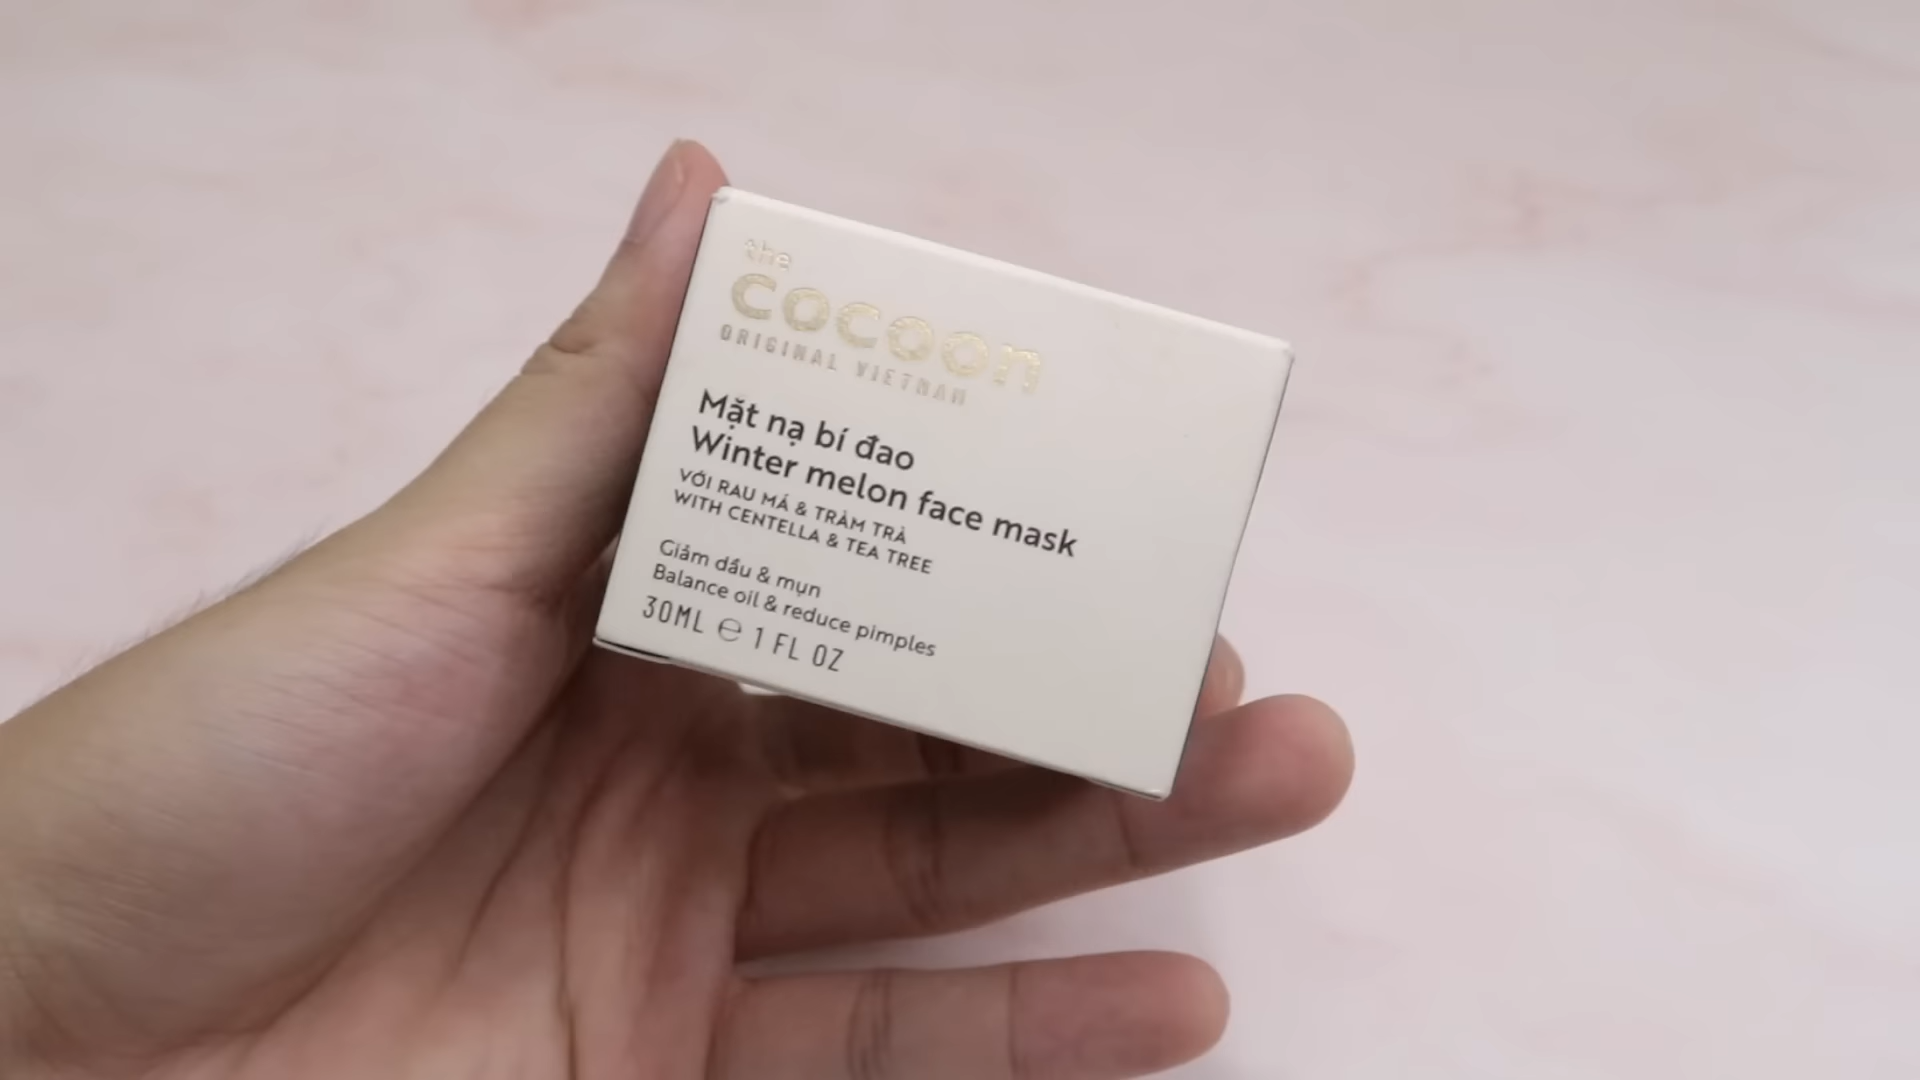 the
cocoon
ORIGINAL VIETNAM
Mặt nạ bí đao
Winter melon face mask
VỚI RAU MÁ & TRÀM TRÀ
WITH CENTELLA & TEA TREE
Giảm dầu & mụn
Balance oil & reduce pimples
30ML ℮ 1 FL OZ